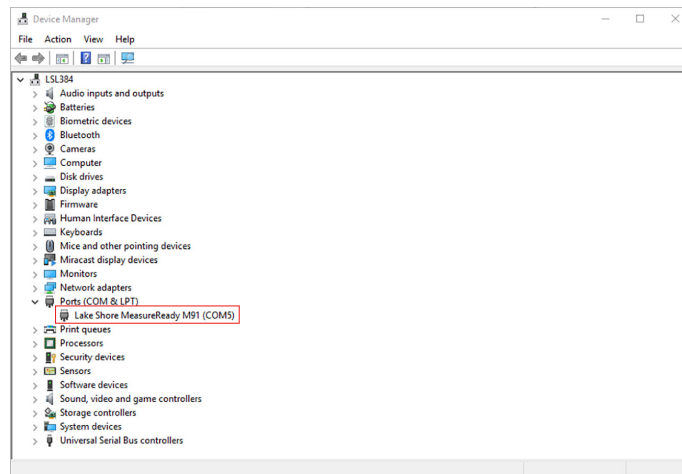 Device Manager
File Action View Help
LSL384
Audio inputs and outputs
Batteries
Biometric devices
Bluetooth
Cameras
Computer
Disk drives
Display adapters
Firmware
Human Interface Devices
Keyboards
Mice and other pointing devices
Miracast display devices
Monitors
Network adapters
Ports (COM & LPT)
Lake Shore MeasureReady M91 (COM5)
Print queues
Processors
Security devices
Sensors
Software devices
Sound, video and game controllers
Storage controllers
System devices
Universal Serial Bus controllers